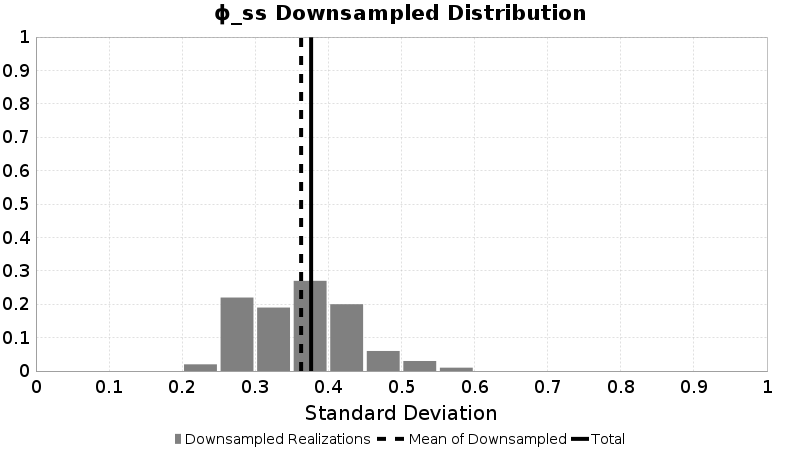 ϕ_ss Downsampled Distribution
1
0.9
0.8
0.7
0.6
0.5
0.4
0.3
0.2
0.1
0
0 0.1 0.2 0.3 0.4 0.5 0.6 0.7 0.8 0.9 1
Standard Deviation
Downsampled Realizations Mean of Downsampled Total